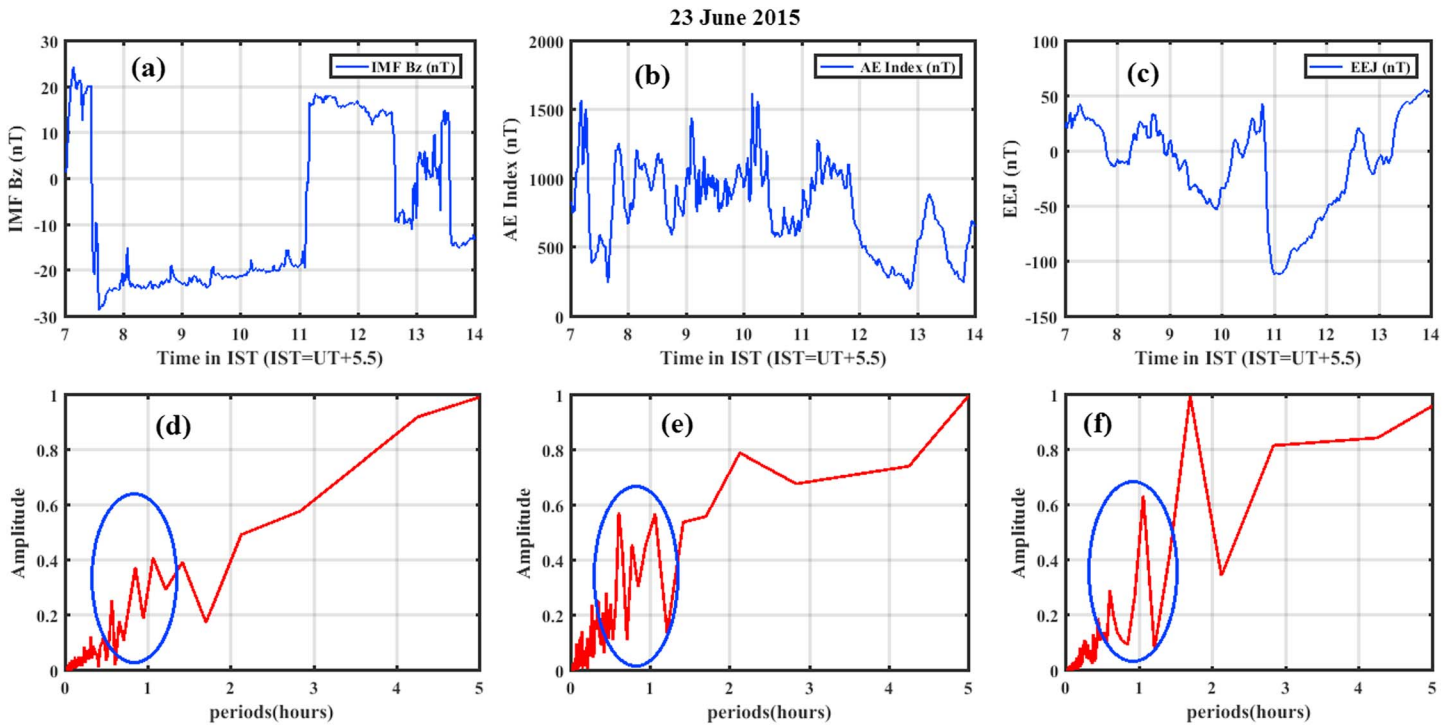 23 June 2015
(a)
IMF Bz (nT)
IMF Bz (nT)
30
20
10
0
-10
-20
-30
7 8 9 10 11 12 13 14
Time in IST (IST=UT+5.5)
(b)
AE Index (nT)
AE Index (nT)
2000
1500
1000
500
0
7 8 9 10 11 12 13 14
Time in IST (IST=UT+5.5)
(c)
EEJ (nT)
EEJ (nT)
100
50
0
-50
-100
-150
7 8 9 10 11 12 13 14
Time in IST (IST=UT+5.5)
(d)
Amplitude
1
0.8
0.6
0.4
0.2
0
0 1 2 3 4 5
periods(hours)
(e)
Amplitude
1
0.8
0.6
0.4
0.2
0
0 1 2 3 4 5
periods(hours)
(f)
Amplitude
1
0.8
0.6
0.4
0.2
0
0 1 2 3 4 5
periods(hours)